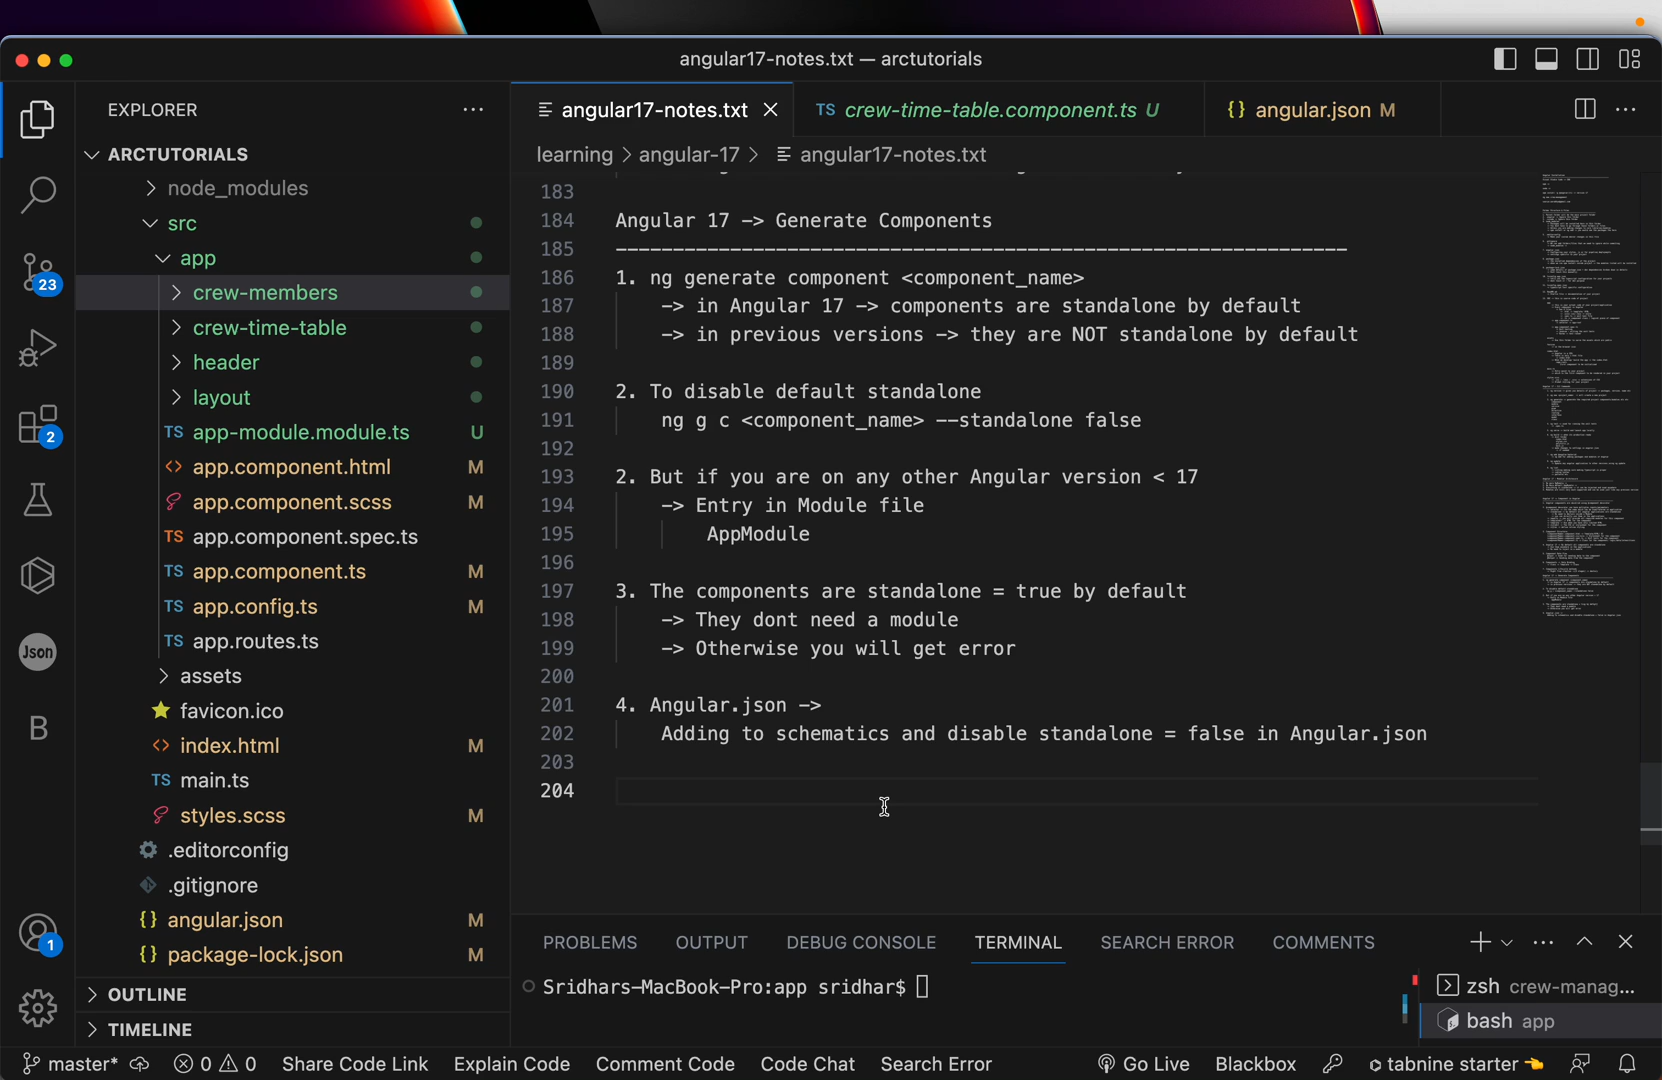 angular17-notes.txt — arctutorials
EXPLORER
angular17-notes.txt
TS crew-time-table.component.ts U
{} angular.json M
ARCTUTORIALS
learning > angular-17 > angular17-notes.txt
node_modules
src
app
crew-members
crew-time-table
header
layout
TS app-module.module.ts U
<> app.component.html M
app.component.scss M
TS app.component.spec.ts
TS app.component.ts M
TS app.config.ts M
TS app.routes.ts
assets
favicon.ico
<> index.html M
TS main.ts
styles.scss M
.editorconfig
.gitignore
{} angular.json M
{} package-lock.json M
OUTLINE
TIMELINE
23
2
Json
B
1
183
184 Angular 17 -> Generate Components
185 ----------------------------------------------------------------
186 1. ng generate component <component_name>
187 -> in Angular 17 -> components are standalone by default
188 -> in previous versions -> they are NOT standalone by default
189
190 2. To disable default standalone
191 ng g c <component_name> --standalone false
192
193 2. But if you are on any other Angular version < 17
194 -> Entry in Module file
195 AppModule
196
197 3. The components are standalone = true by default
198 -> They dont need a module
199 -> Otherwise you will get error
200
201 4. Angular.json ->
202 Adding to schematics and disable standalone = false in Angular.json
203
204
PROBLEMS OUTPUT DEBUG CONSOLE TERMINAL SEARCH ERROR COMMENTS
Sridhars-MacBook-Pro:app sridhar$
zsh crew-manag...
bash app
master* 0 0 Share Code Link Explain Code Comment Code Code Chat Search Error Go Live Blackbox tabnine starter